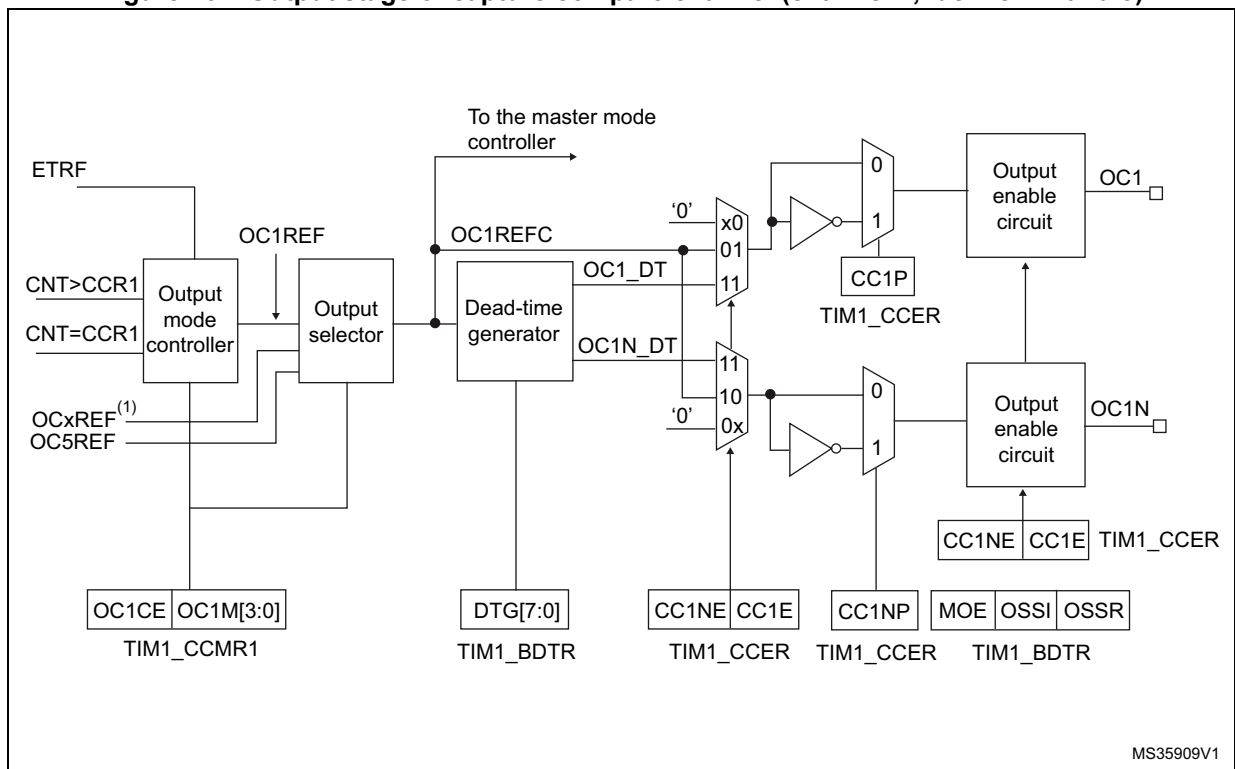 To the master mode
controller
ETRF
OC1REF
OC1REFC
CNT>CCR1
CNT=CCR1
Output
mode
controller
Output
selector
OCxREF(1)
OC5REF
Dead-time
generator
OC1_DT
OC1N_DT
‘0’
x0
01
11
11
10
0x
‘0’
0
1
CC1P
TIM1_CCER
0
1
Output
enable
circuit
OC1
Output
enable
circuit
OC1N
CC1NE CC1E TIM1_CCER
OC1CE OC1M[3:0]
TIM1_CCMR1
DTG[7:0]
TIM1_BDTR
CC1NE CC1E
TIM1_CCER
CC1NP
TIM1_CCER
MOE OSSI OSSR
TIM1_BDTR
MS35909V1